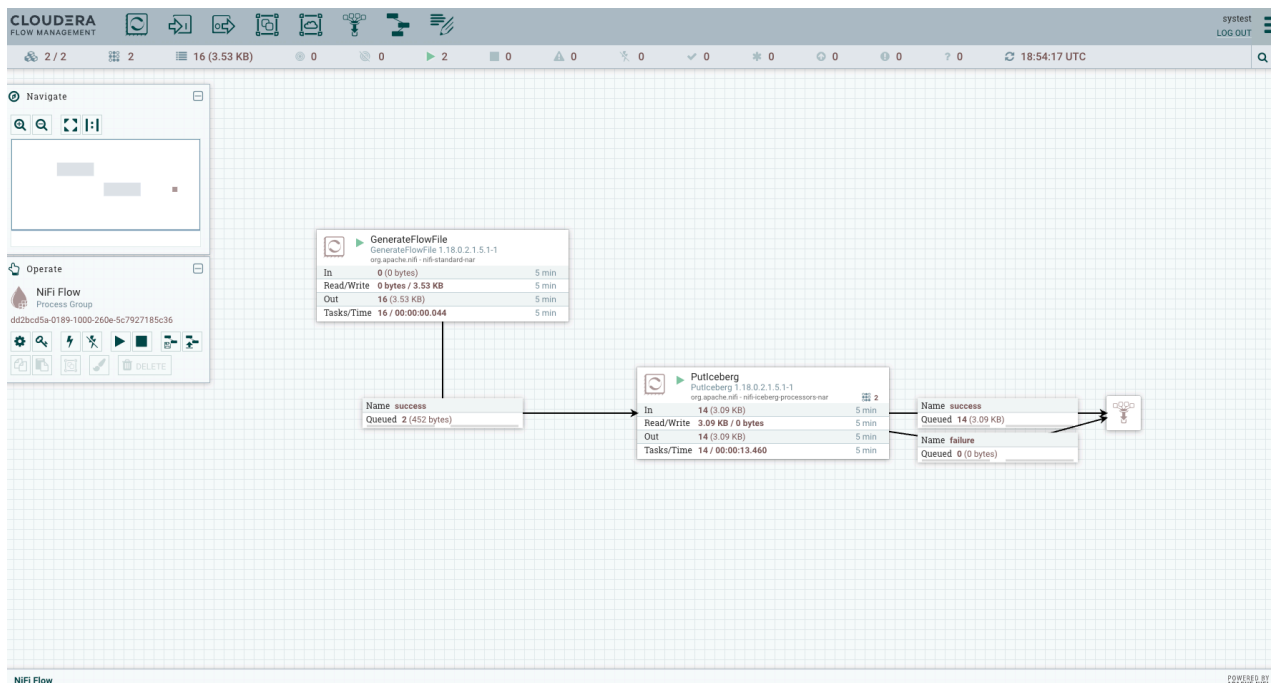 CLOUDERA
FLOW MANAGEMENT
systest
LOG OUT
2 / 2 2 16 (3.53 KB) 0 0 2 0 0 0 0 0 0 0 0 18:54:17 UTC
Navigate
Operate
NiFi Flow
Process Group
dd2bcd5a-0189-1000-260e-5c7927185c36
DELETE
GenerateFlowFile
GenerateFlowFile 1.18.0.2.1.5.1-1
org.apache.nifi - nifi-standard-nar
In 0 (0 bytes) 5 min
Read/Write 0 bytes / 3.53 KB 5 min
Out 16 (3.53 KB) 5 min
Tasks/Time 16 / 00:00:00.044 5 min
Name success
Queued 2 (452 bytes)
PutIceberg
PutIceberg 1.18.0.2.1.5.1-1
org.apache.nifi - nifi-iceberg-processors-nar 2
In 14 (3.09 KB) 5 min
Read/Write 3.09 KB / 0 bytes 5 min
Out 14 (3.09 KB) 5 min
Tasks/Time 14 / 00:00:13.460 5 min
Name success
Queued 14 (3.09 KB)
Name failure
Queued 0 (0 bytes)
NiFi Flow
POWERED BY
APACHE NIFI